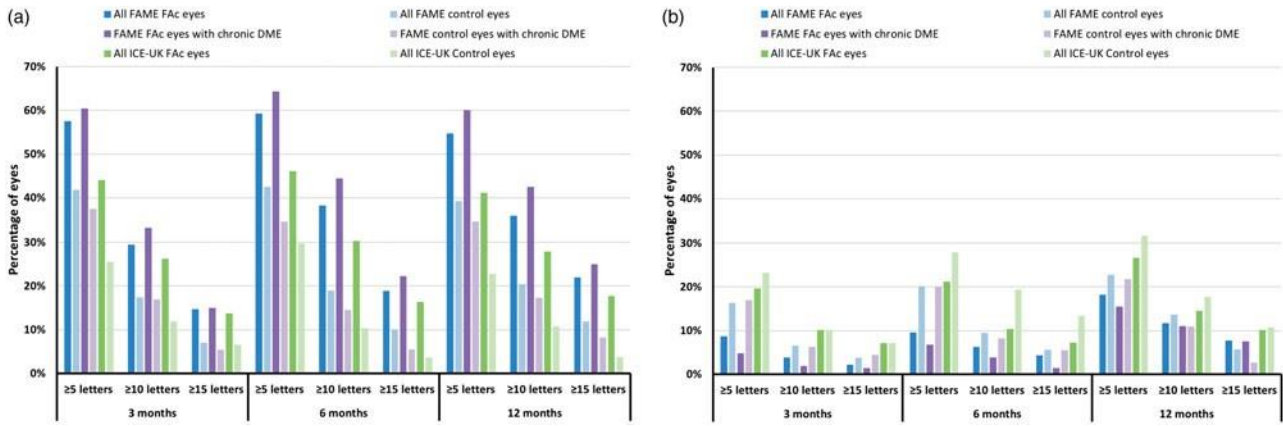 (a)
All FAME FAc eyes
All FAME control eyes
FAME FAc eyes with chronic DME
FAME control eyes with chronic DME
All ICE-UK FAc eyes
All ICE-UK Control eyes
70%
60%
50%
40%
30%
20%
10%
0%
Percentage of eyes
≥5 letters ≥10 letters ≥15 letters ≥5 letters ≥10 letters ≥15 letters ≥5 letters ≥10 letters ≥15 letters
3 months 6 months 12 months
(b)
All FAME FAc eyes
All FAME control eyes
FAME FAc eyes with chronic DME
FAME control eyes with chronic DME
All ICE-UK FAc eyes
All ICE-UK Control eyes
70%
60%
50%
40%
30%
20%
10%
0%
Percentage of eyes
≥5 letters ≥10 letters ≥15 letters ≥5 letters ≥10 letters ≥15 letters ≥5 letters ≥10 letters ≥15 letters
3 months 6 months 12 months